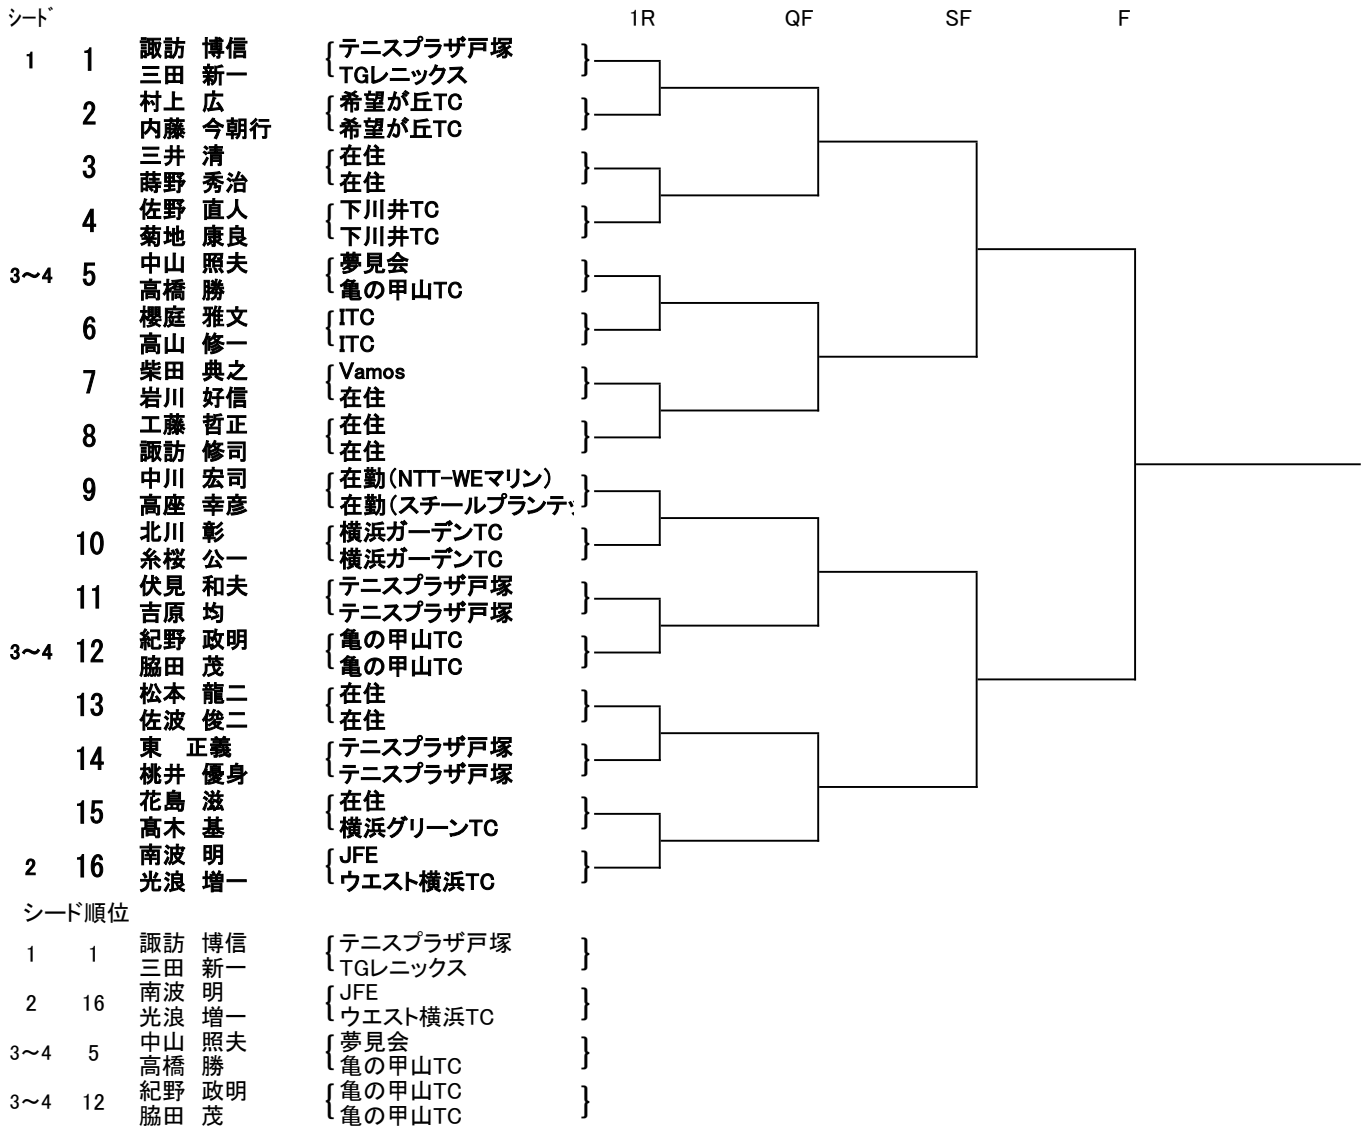 シード 1R QF SF F
1 1 諏訪 博信 テニスプラザ戸塚
三田 新一 TGレニックス
2 村上 広 希望が丘TC
内藤 今朝行 希望が丘TC
3 三井 清 在住
蒔野 秀治 在住
4 佐野 直人 下川井TC
菊地 康良 下川井TC
3～4 5 中山 照夫 夢見会
高橋 勝 亀の甲山TC
6 櫻庭 雅文 ITC
高山 修一 ITC
7 柴田 典之 Vamos
岩川 好信 在住
8 工藤 哲正 在住
諏訪 修司 在住
9 中川 宏司 在勤（NTT-WEマリン）
高座 幸彦 在勤（スチールプランテッ
10 北川 彰 横浜ガーデンTC
糸桜 公一 横浜ガーデンTC
11 伏見 和夫 テニスプラザ戸塚
吉原 均 テニスプラザ戸塚
3～4 12 紀野 政明 亀の甲山TC
脇田 茂 亀の甲山TC
13 松本 龍二 在住
佐波 俊二 在住
14 東 正義 テニスプラザ戸塚
桃井 優身 テニスプラザ戸塚
15 花島 滋 在住
高木 基 横浜グリーンTC
2 16 南波 明 JFE
光浪 増一 ウエスト横浜TC
シード順位
1 1 諏訪 博信 テニスプラザ戸塚
三田 新一 TGレニックス
2 16 南波 明 JFE
光浪 増一 ウエスト横浜TC
3～4 5 中山 照夫 夢見会
高橋 勝 亀の甲山TC
3～4 12 紀野 政明 亀の甲山TC
脇田 茂 亀の甲山TC